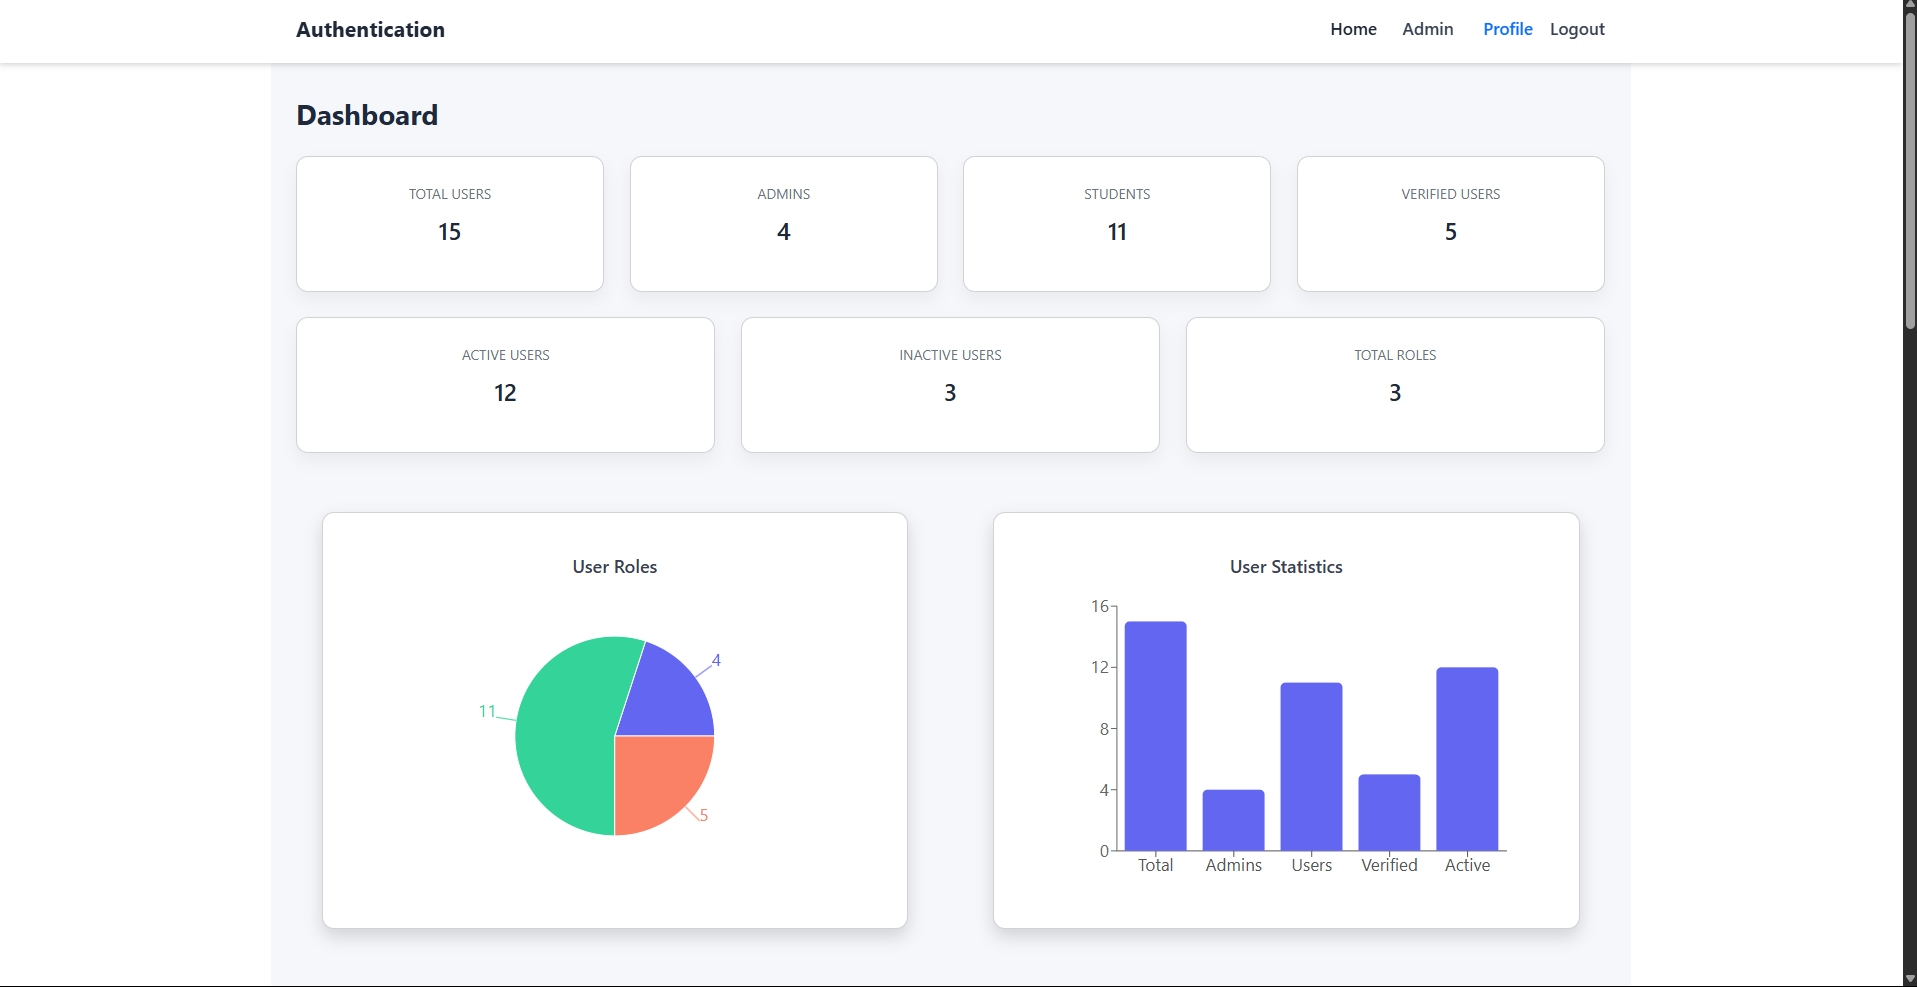 Authentication
Home Admin Profile Logout
Dashboard
TOTAL USERS
15
ADMINS
4
STUDENTS
11
VERIFIED USERS
5
ACTIVE USERS
12
INACTIVE USERS
3
TOTAL ROLES
3
User Roles
4
11
5
User Statistics
16
12
8
4
0
Total Admins Users Verified Active